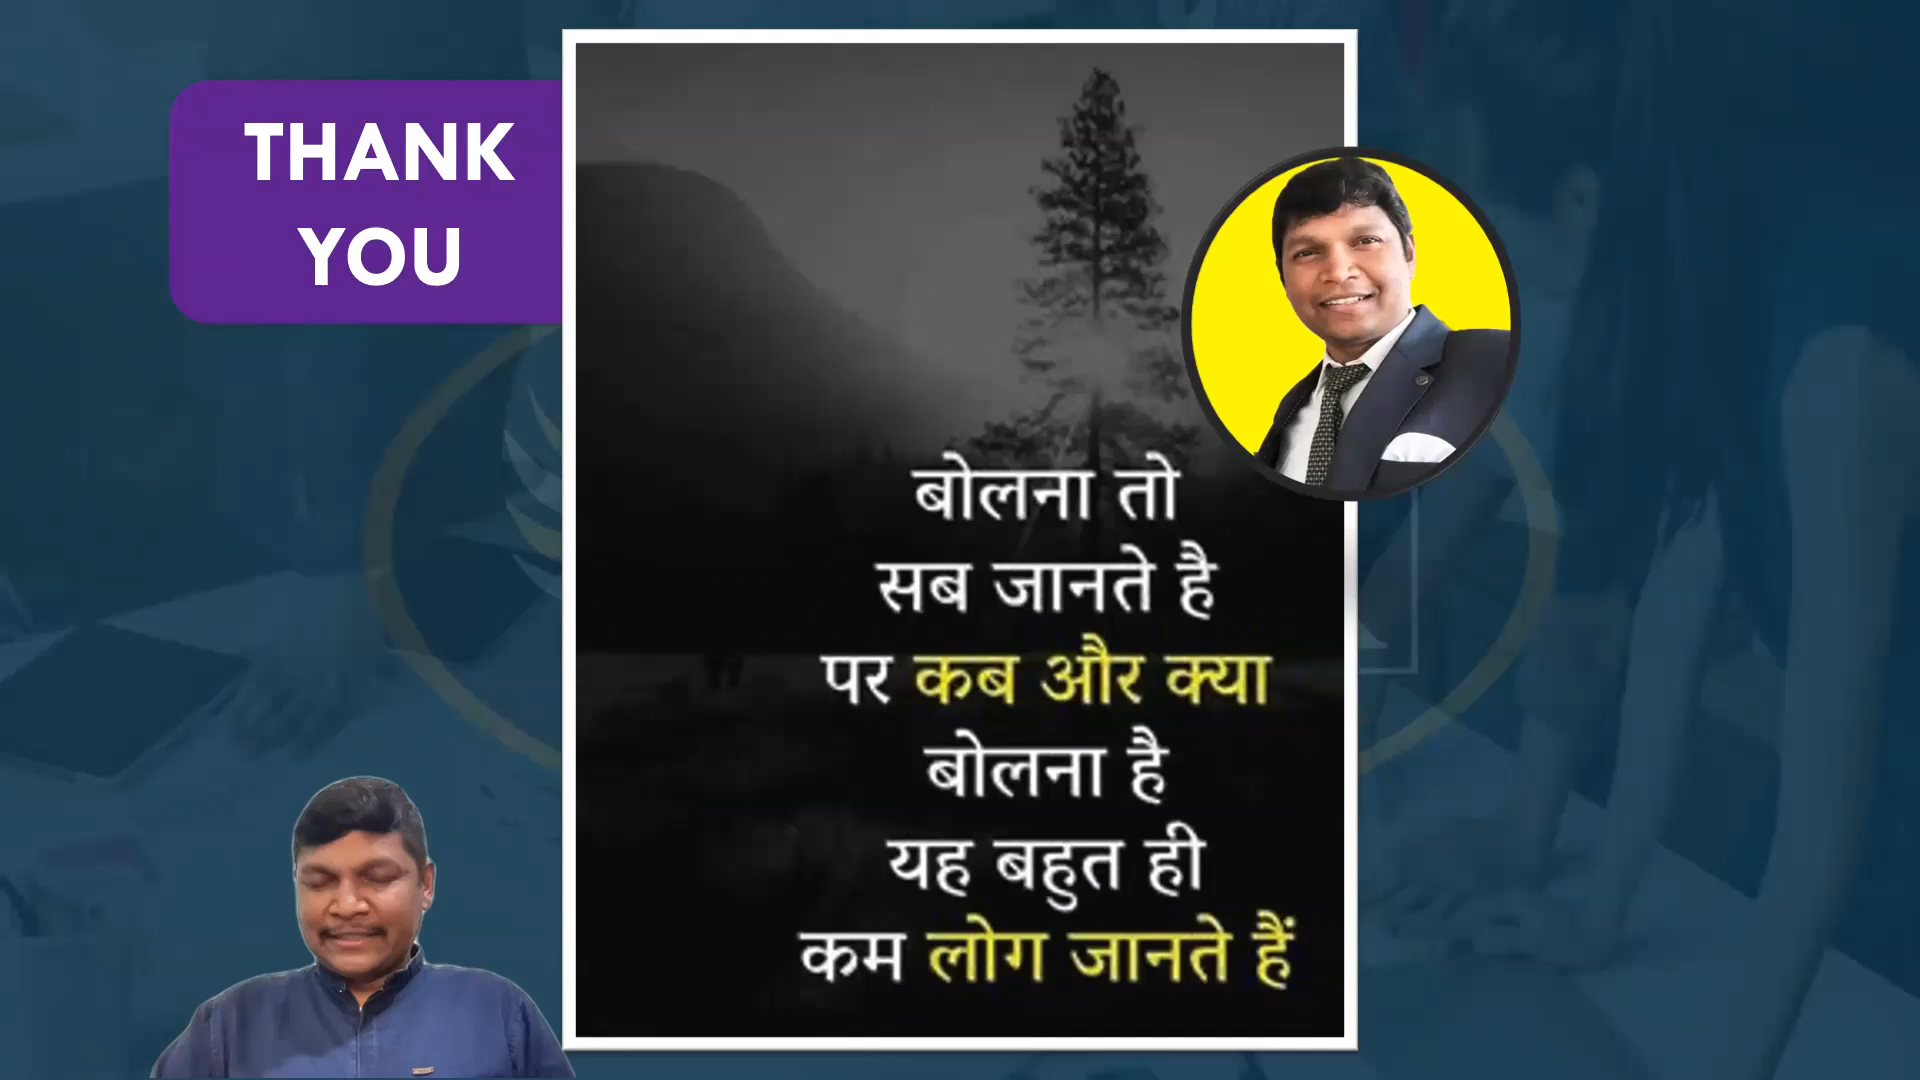 THANK
YOU
बोलना तो
सब जानते है
पर कब और क्या
बोलना है
यह बहुत ही
कम लोग जानते हैं